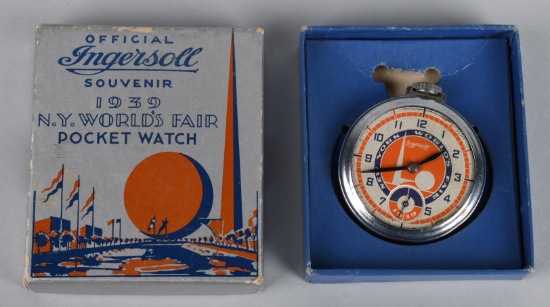 OFFICIAL
Ingersoll
SOUVENIR
1939
N.Y. WORLD'S FAIR
POCKET WATCH
12
1
2
3
4
5
7
8
9
10
11
Ingersoll
NEW YORK WORLD'S FAIR